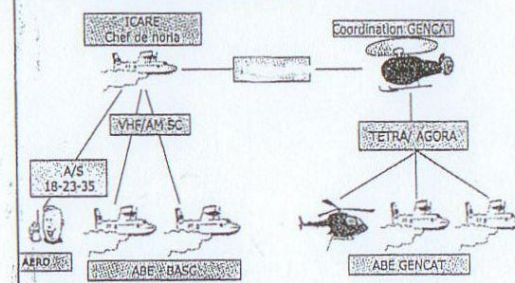 ICARE
Chef de noria
Coordination GENCAT
VHF/AM SC
TETRA/ AGORA
A/S
18-23-35
AERO
ABE BASC
ABE GENCAT